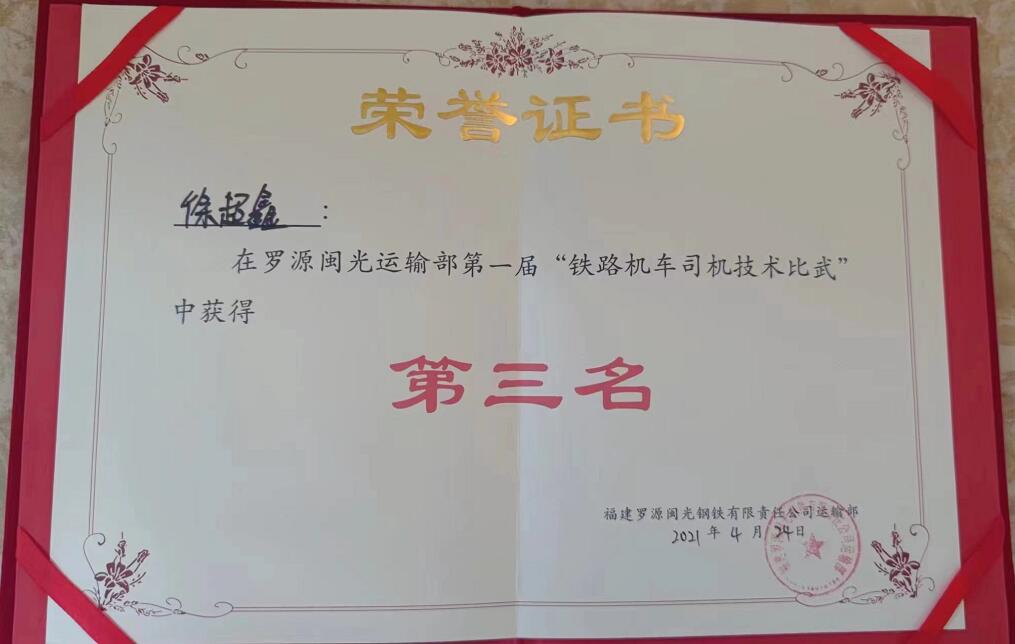 荣誉证书
徐超鑫：
在罗源闽光运输部第一届“铁路机车司机技术比武”
中获得
第三名
福建罗源闽光钢铁有限责任公司运输部
2021年4月24日